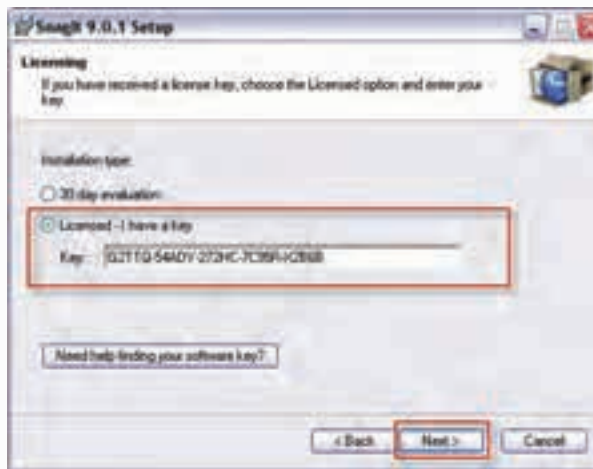 SnagIt 9.0.1 Setup
Licensing
If you have received a license key, choose the Licensed option and enter your
key.
Installation type:
30 day evaluation
Licensed - I have a key
Key:
Need help finding your software key?
< Back
Next >
Cancel